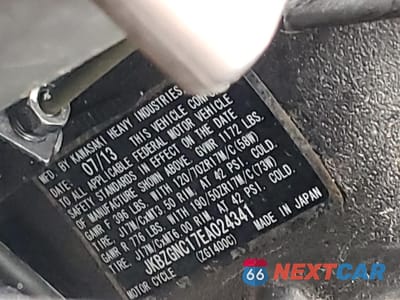 MFD. BY KAWASAKI HEAVY INDUSTRIES
07/13 THIS VEHICLE CONFORMS
TO ALL APPLICABLE FEDERAL MOTOR VEHICLE
SAFETY STANDARDS IN EFFECT ON THE DATE
OF MANUFACTURE SHOWN ABOVE. GVWR 1172 LBS.
GAWR F 396 LBS. WITH 120/70ZR17M/C(58W)
TIRE, J17M/CxMT3.50 RIM, AT 42 PSI. COLD.
GAWR R 776 LBS. WITH 190/50ZR17M/C(73W)
TIRE, J17M/CxMT6.00 RIM, AT 42 PSI. COLD.
JKBZGNC17EA024341
MOTOR CYCLE (761400C) MADE IN JAPAN
66 NEXTCAR